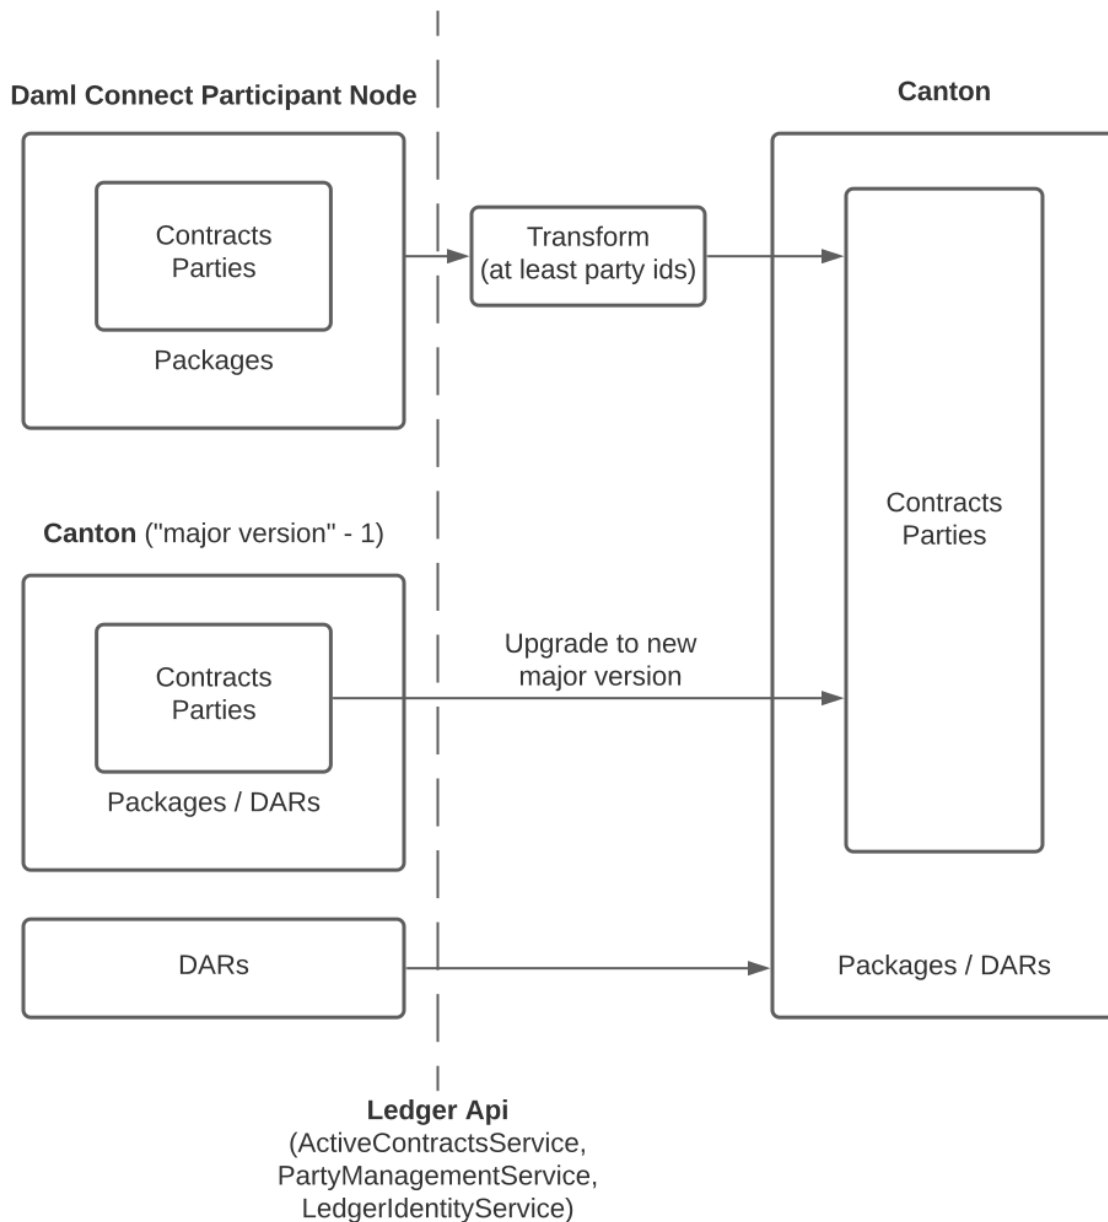 Daml Connect Participant Node
Canton
Contracts
Parties
Packages
Transform
(at least party ids)
Canton ("major version" - 1)
Contracts
Parties
Packages / DARs
Upgrade to new
major version
Contracts
Parties
DARs
Packages / DARs
Ledger Api
(ActiveContractsService,
PartyManagementService,
LedgerIdentityService)